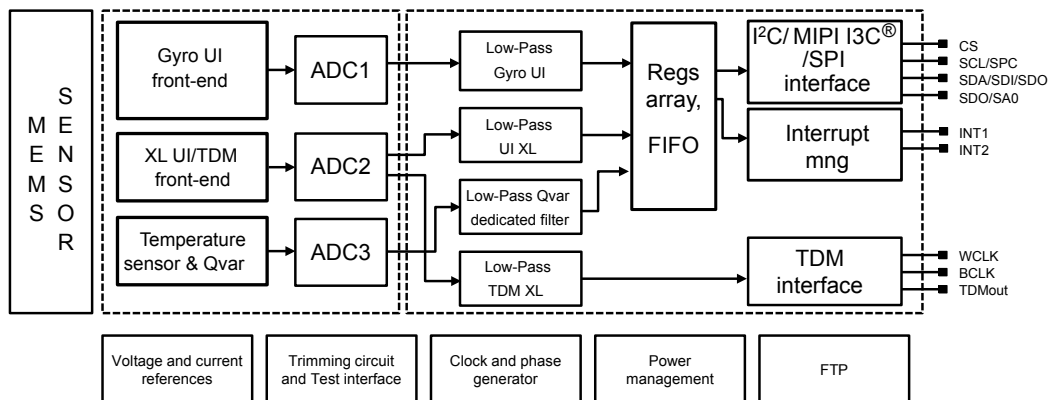 MEMS
SENSOR
Gyro UI
front-end
XL UI/TDM
front-end
Temperature
sensor & Qvar
ADC1
ADC2
ADC3
Low-Pass
Gyro UI
Low-Pass
UI XL
Low-Pass Qvar
dedicated filter
Low-Pass
TDM XL
Regs
array,
FIFO
I²C/ MIPI I3C®
/SPI
interface
Interrupt
mng
TDM
interface
CS
SCL/SPC
SDA/SDI/SDO
SDO/SA0
INT1
INT2
WCLK
BCLK
TDMout
Voltage and current
references
Trimming circuit
and Test interface
Clock and phase
generator
Power
management
FTP